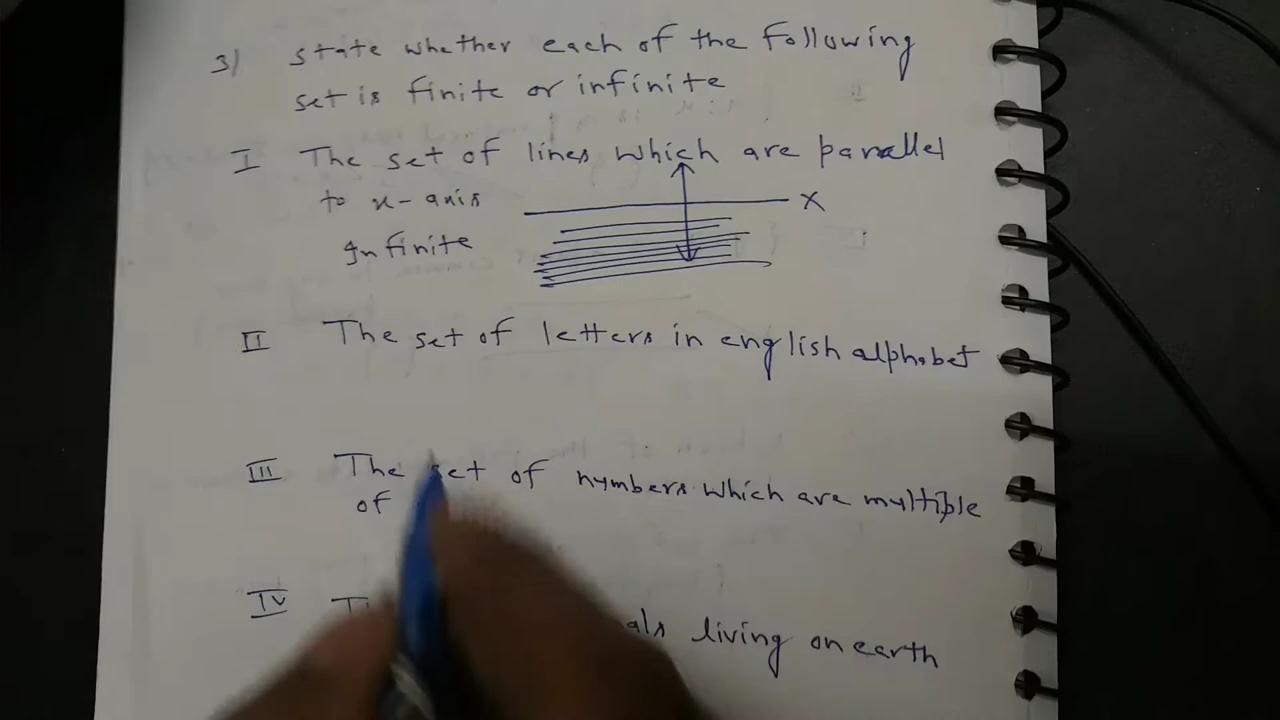 3) state whether each of the following
set is finite or infinite
I The set of lines which are parallel
to x-axis
X
Infinite
II The set of letters in english alphabet
III The set of numbers which are multiple
of
IV living on earth